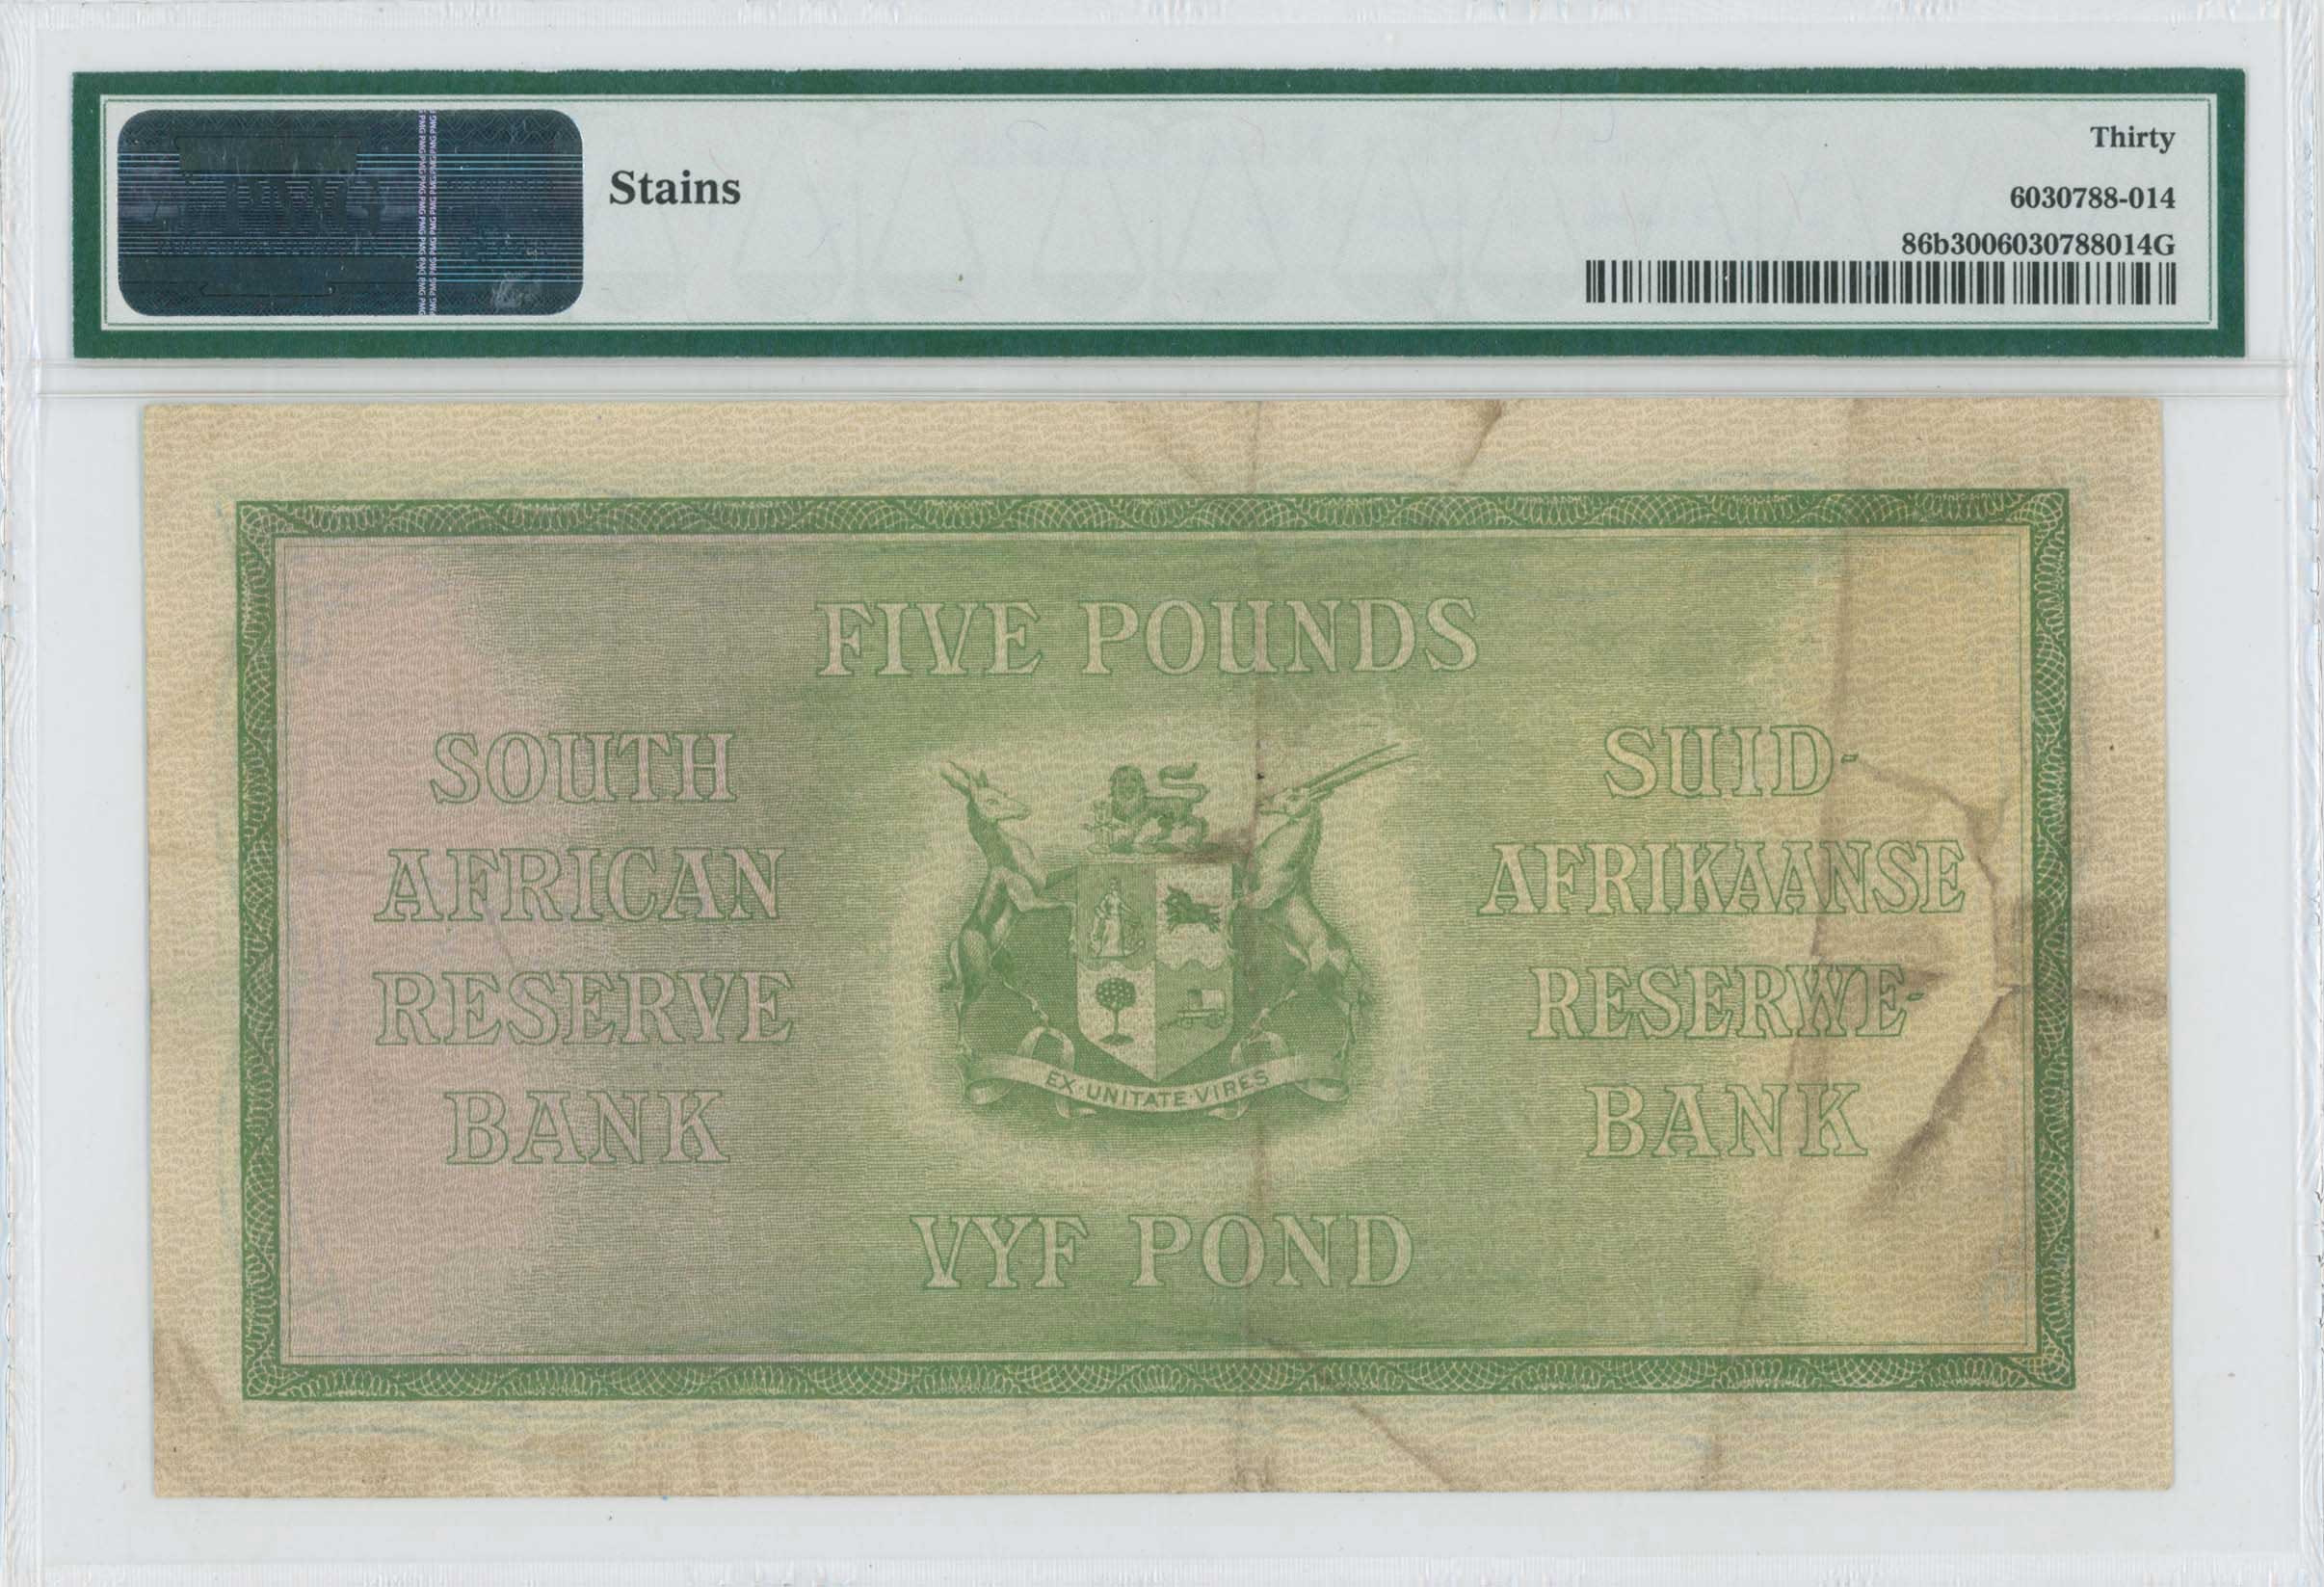 Stains
Thirty
6030788-014
86b3006030788014G
FIVE POUNDS
SOUTH
AFRICAN
RESERVE
BANK
SUID-
AFRIKAANSE
RESERWE-
BANK
EX·UNITATE·VIRES
VYF POND